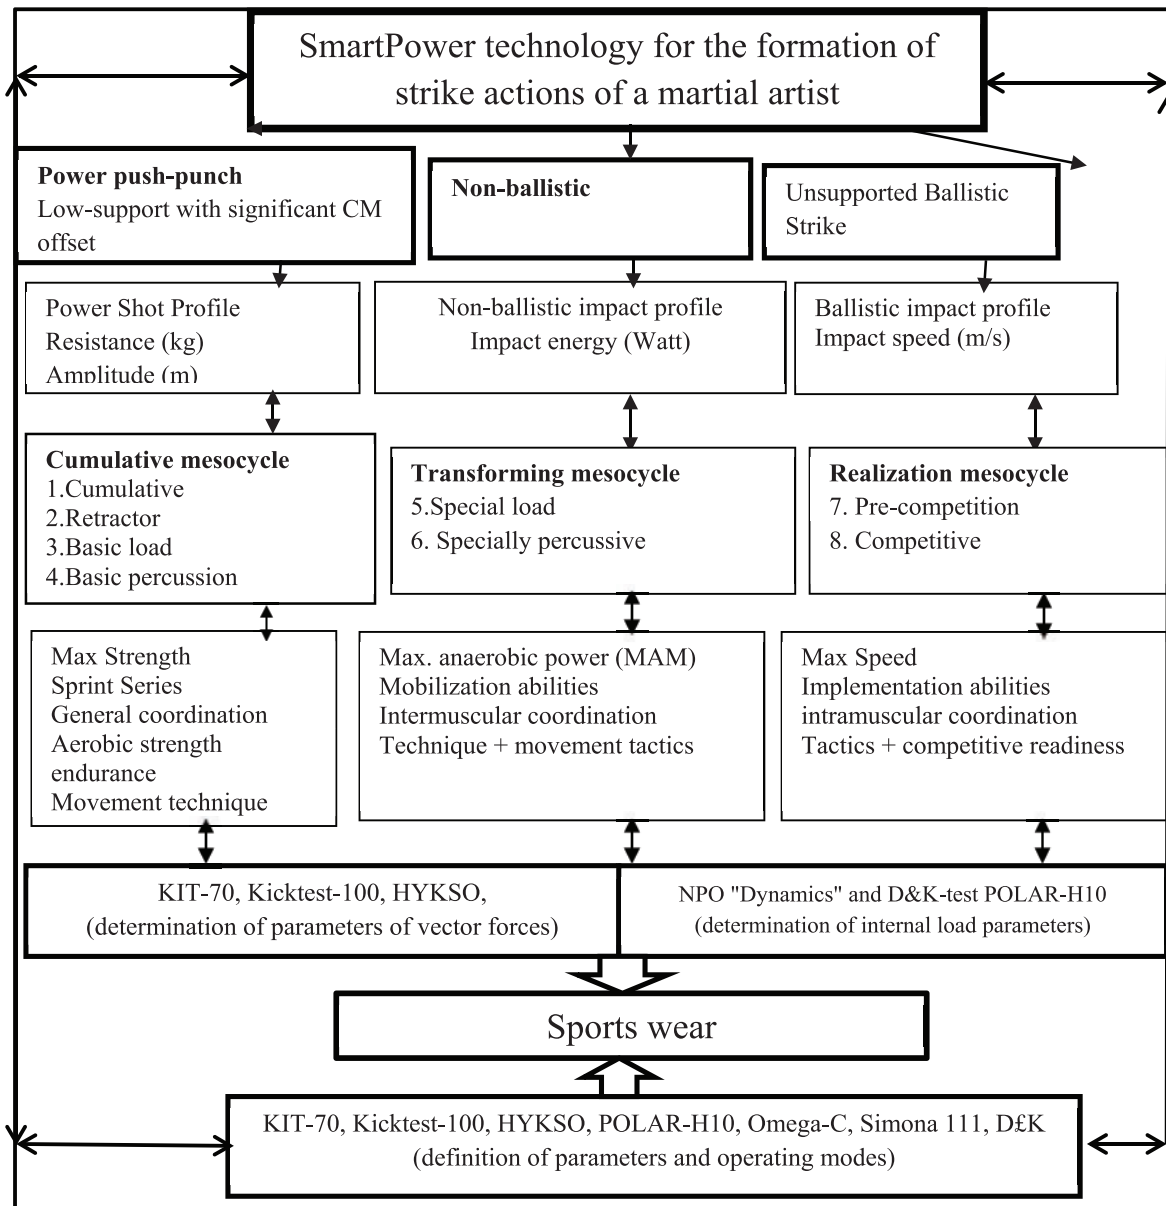 SmartPower technology for the formation of
strike actions of a martial artist
Power push-punch
Low-support with significant CM
offset
Non-ballistic
Unsupported Ballistic
Strike
Power Shot Profile
Resistance (kg)
Amplitude (m)
Non-ballistic impact profile
Impact energy (Watt)
Ballistic impact profile
Impact speed (m/s)
Cumulative mesocycle
1.Cumulative
2.Retractor
3.Basic load
4.Basic percussion
Transforming mesocycle
5.Special load
6. Specially percussive
Realization mesocycle
7. Pre-competition
8. Competitive
Max Strength
Sprint Series
General coordination
Aerobic strength
endurance
Movement technique
Max. anaerobic power (MAM)
Mobilization abilities
Intermuscular coordination
Technique + movement tactics
Max Speed
Implementation abilities
intramuscular coordination
Tactics + competitive readiness
KIT-70, Kicktest-100, HYKSO,
(determination of parameters of vector forces)
NPO "Dynamics" and D&K-test POLAR-H10
(determination of internal load parameters)
Sports wear
KIT-70, Kicktest-100, HYKSO, POLAR-H10, Omega-C, Simona 111, D£K
(definition of parameters and operating modes)